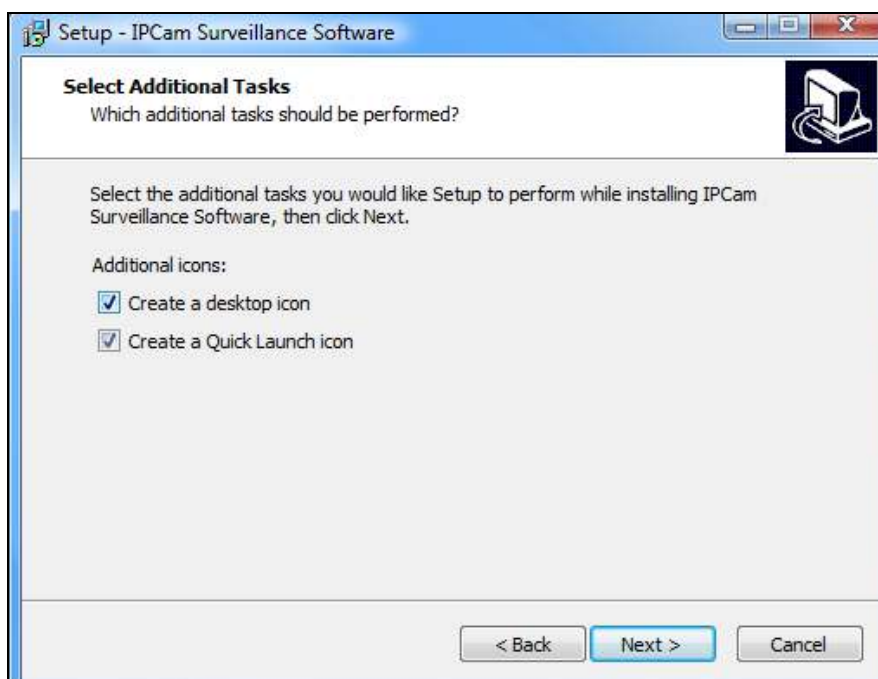 Setup - IPCam Surveillance Software
Select Additional Tasks
Which additional tasks should be performed?
Select the additional tasks you would like Setup to perform while installing IPCam
Surveillance Software, then click Next.
Additional icons:
Create a desktop icon
Create a Quick Launch icon
< Back
Next >
Cancel